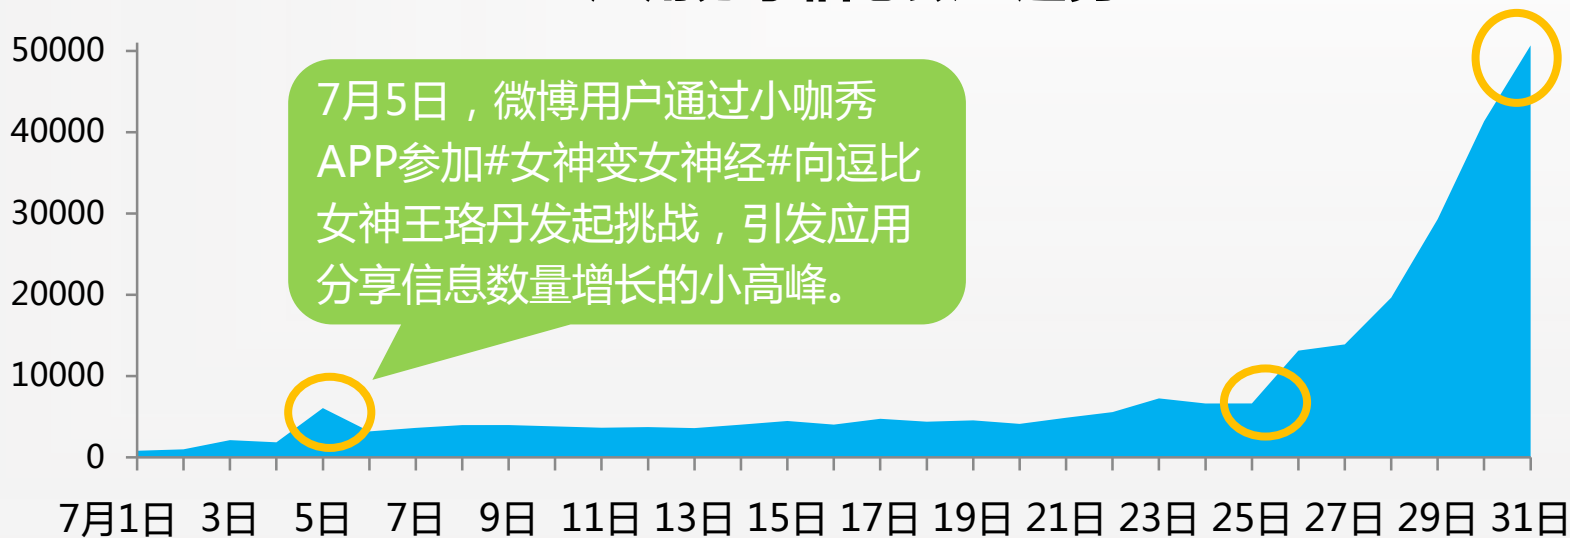 50000
40000
30000
20000
10000
0
7月5日，微博用户通过小咖秀
APP参加#女神变女神经#向逗比
女神王珞丹发起挑战，引发应用
分享信息数量增长的小高峰。
7月1日 3日 5日 7日 9日 11日 13日 15日 17日 19日 21日 23日 25日 27日 29日 31日